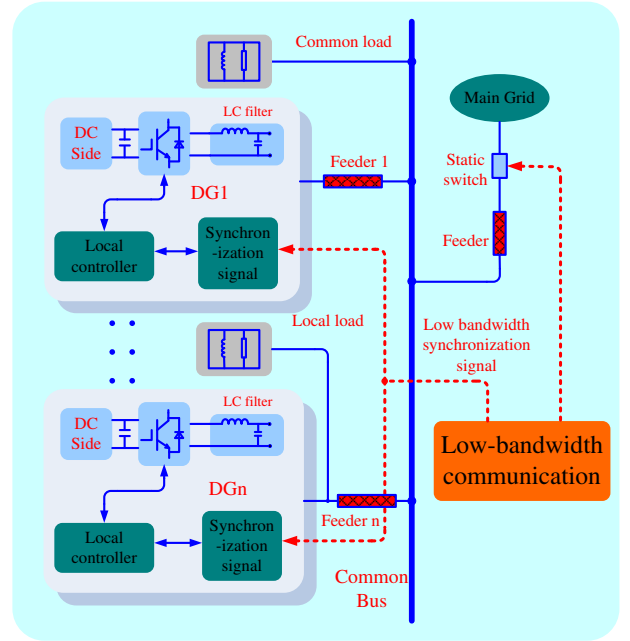 Common load
Main Grid
LC filter
DC
Side
Feeder 1
Static
switch
DG1
Local
controller
Synchron
-ization
signal
Feeder
Local load
Low bandwidth
synchronization
signal
LC filter
DC
Side
Low-bandwidth
communication
DGn
Local
controller
Synchron
-ization
signal
Feeder n
Common
Bus